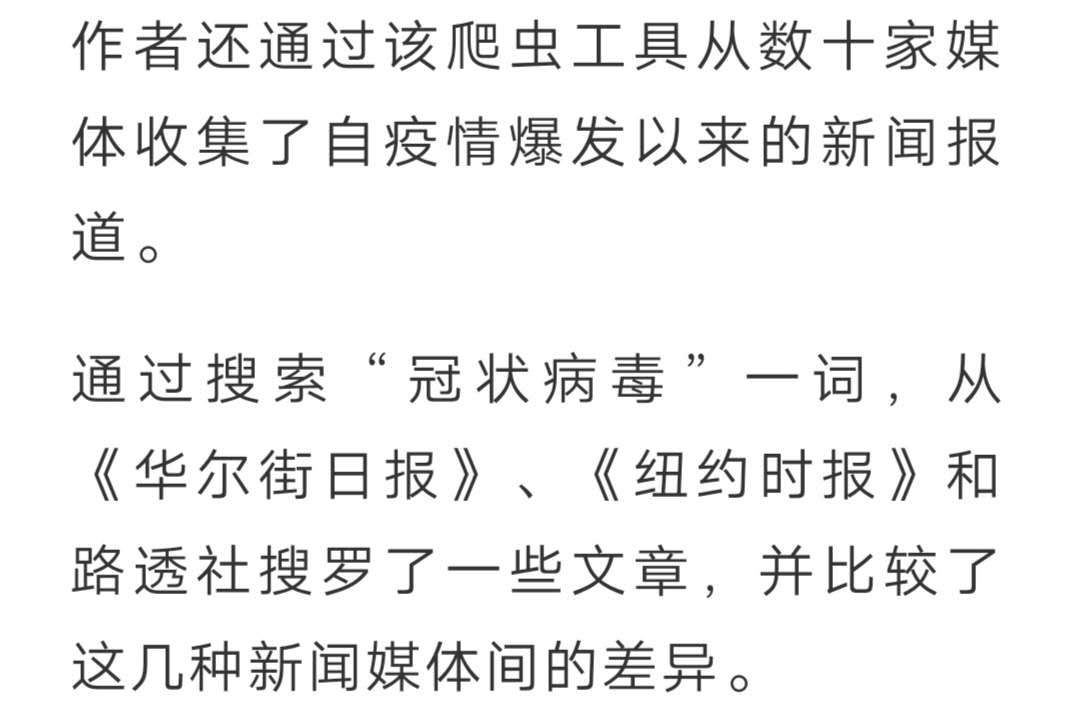 作者还通过该爬虫工具从数十家媒
体收集了自疫情爆发以来的新闻报
道。
通过搜索“冠状病毒”一词，从
《华尔街日报》、《纽约时报》和
路透社搜罗了一些文章，并比较了
这几种新闻媒体间的差异。